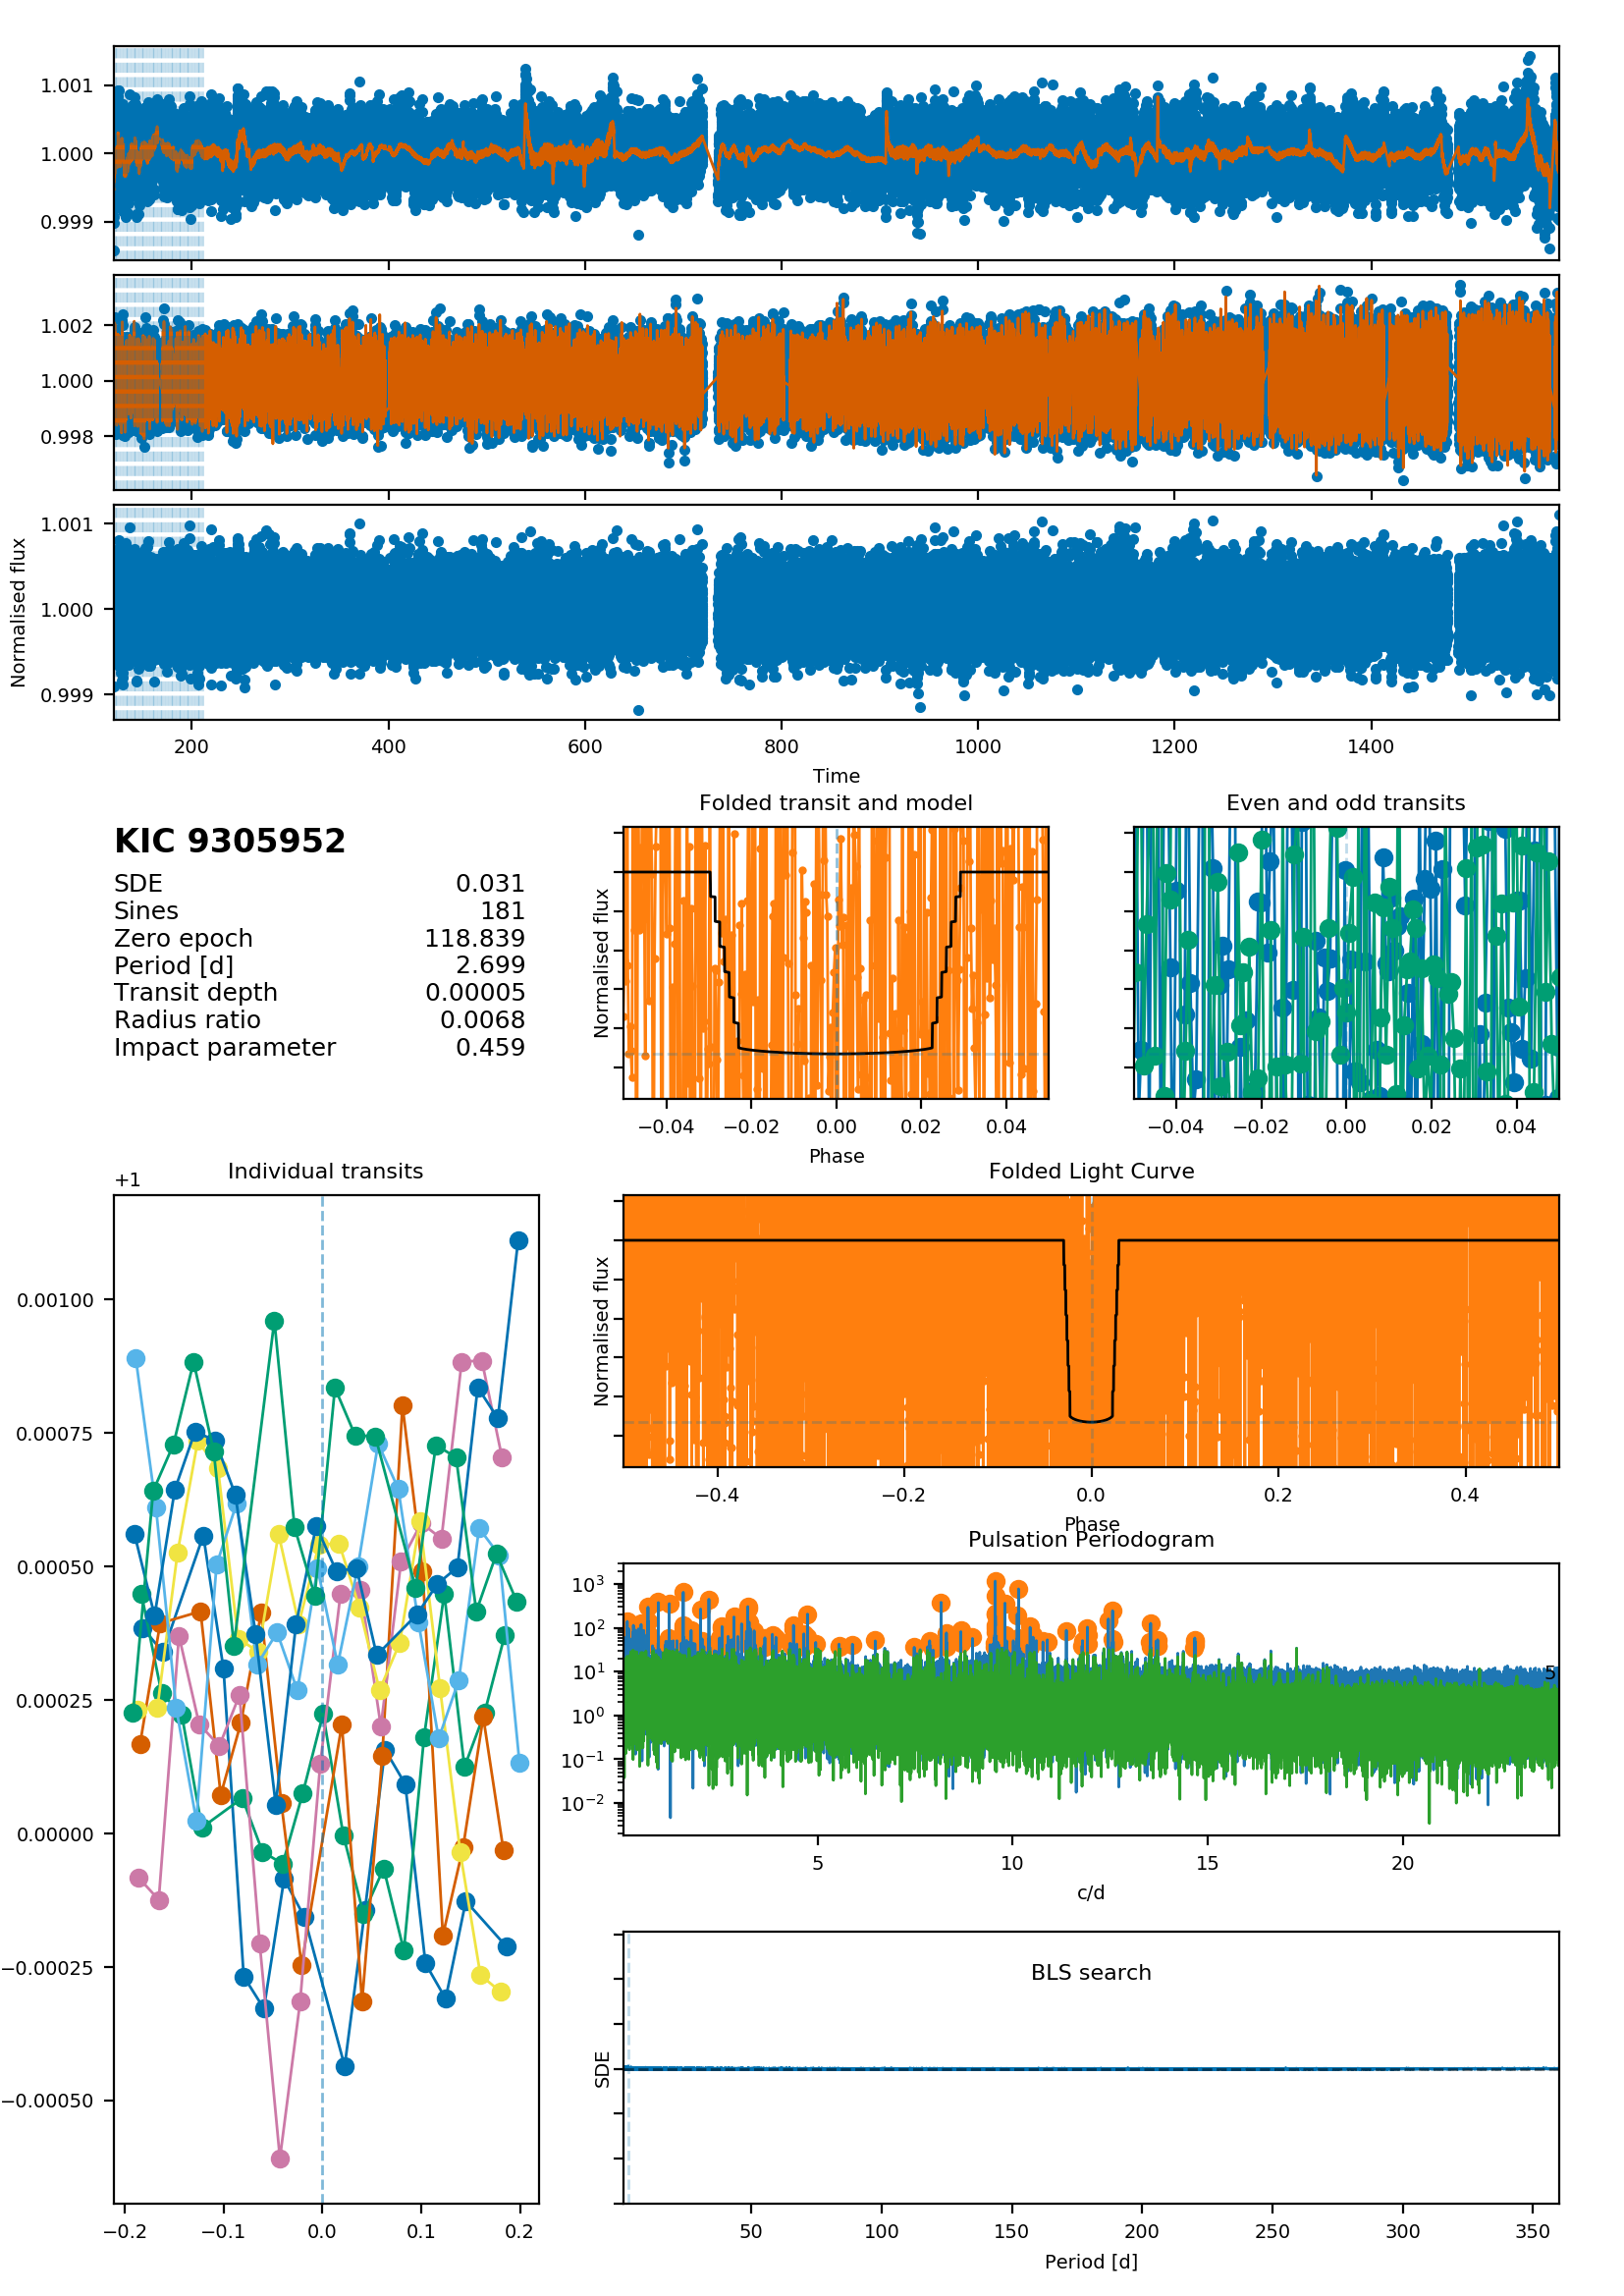 1.001
1.000
0.999
1.002
1.000
0.998
1.001
1.000
0.999
Normalised flux
200 400 600 800 1000 1200 1400
Time
KIC 9305952
SDE 0.031
Sines 181
Zero epoch 118.839
Period [d] 2.699
Transit depth 0.00005
Radius ratio 0.0068
Impact parameter 0.459
Folded transit and model
Normalised flux
−0.04 −0.02 0.00 0.02 0.04
Phase
Even and odd transits
−0.04 −0.02 0.00 0.02 0.04
Individual transits
+1
0.00100
0.00075
0.00050
0.00025
0.00000
−0.00025
−0.00050
−0.2 −0.1 0.0 0.1 0.2
Folded Light Curve
Normalised flux
−0.4 −0.2 0.0 0.2 0.4
Phase
Pulsation Periodogram
10³
10²
10¹
10⁰
10⁻¹
10⁻²
5
5 10 15 20
c/d
BLS search
SDE
50 100 150 200 250 300 350
Period [d]